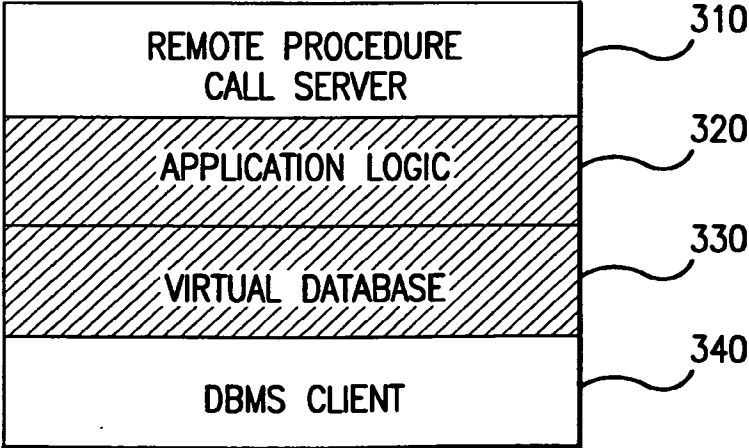 REMOTE PROCEDURE
CALL SERVER
310
APPLICATION LOGIC
320
VIRTUAL DATABASE
330
DBMS CLIENT
340